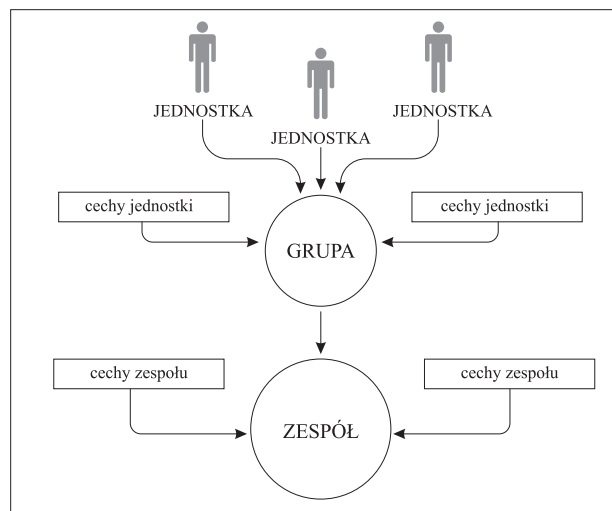 JEDNOSTKA
JEDNOSTKA
JEDNOSTKA
cechy jednostki
cechy jednostki
GRUPA
cechy zespołu
cechy zespołu
ZESPÓŁ